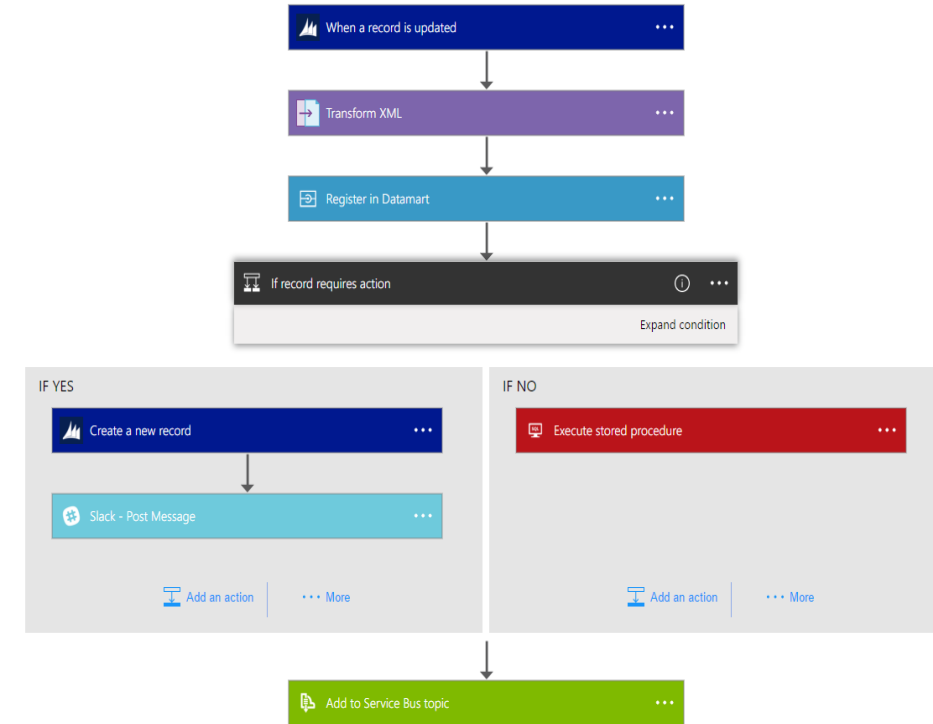 When a record is updated
Transform XML
Register in Datamart
If record requires action
Expand condition
IF YES
Create a new record
Slack - Post Message
Add an action
More
IF NO
Execute stored procedure
Add an action
More
Add to Service Bus topic